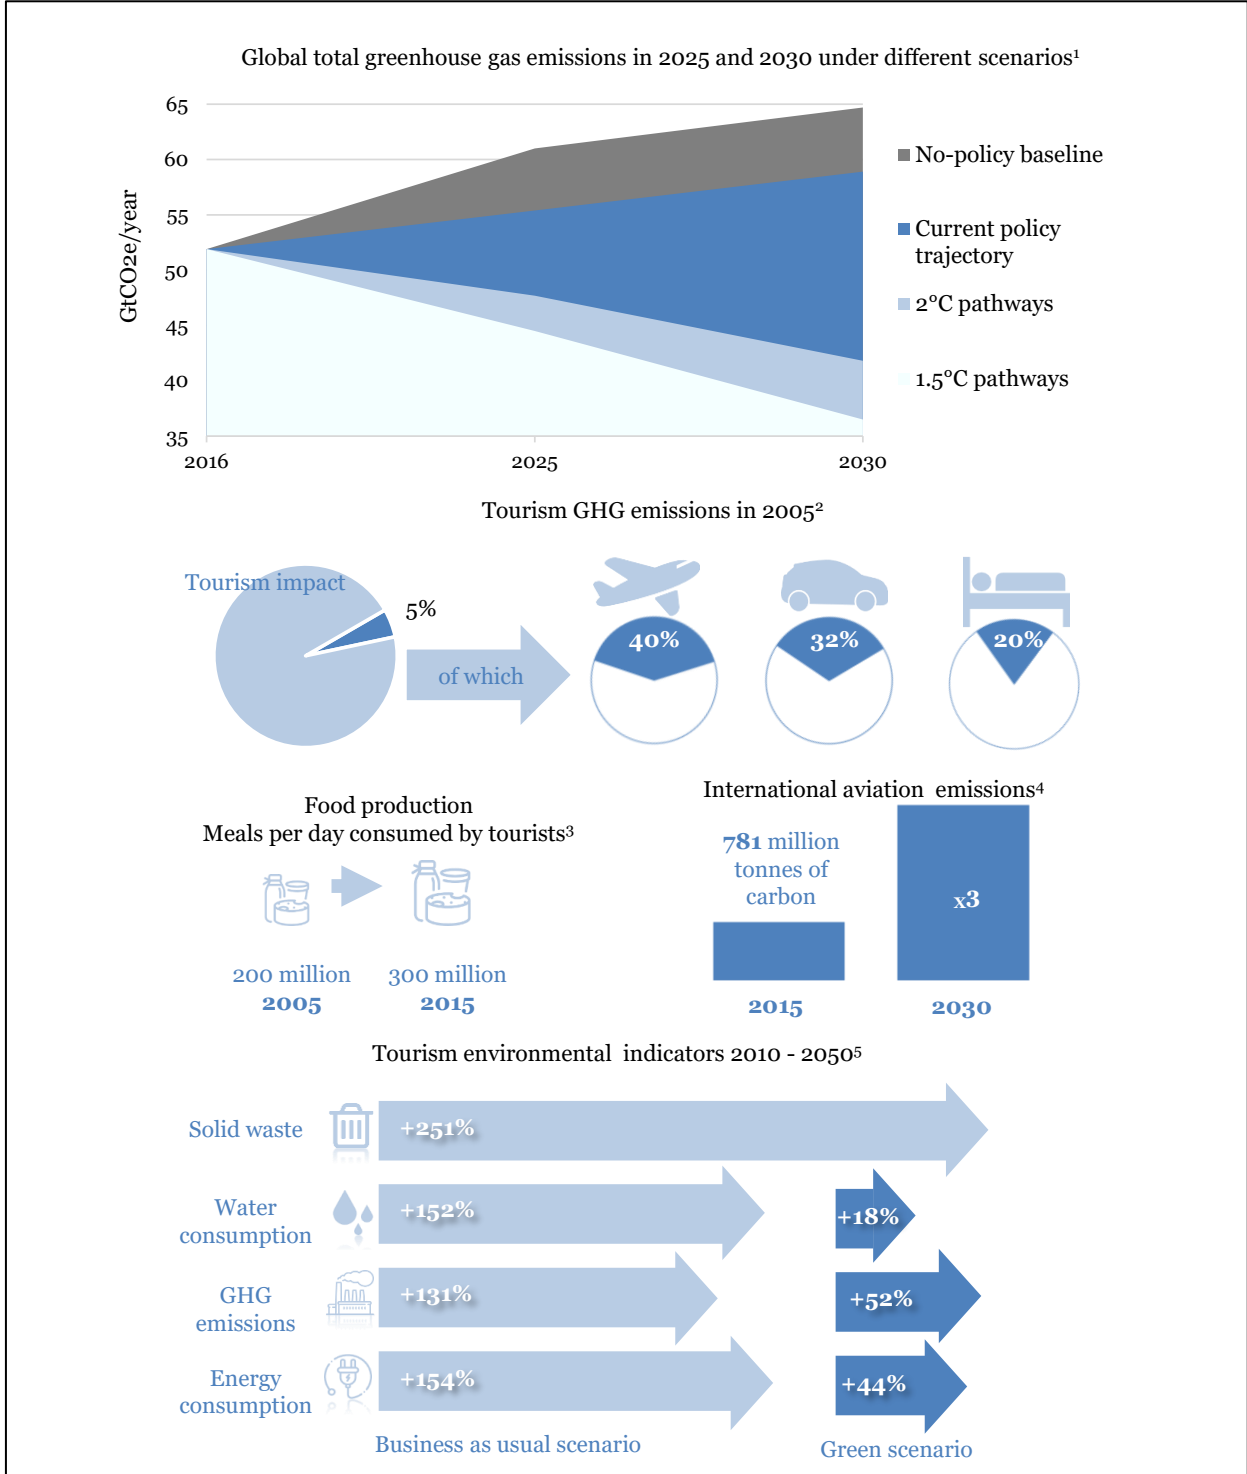 Global total greenhouse gas emissions in 2025 and 2030 under different scenarios¹
65
60
55
50
45
40
35
GtCO2e/year
2016
2025
2030
No-policy baseline
Current policy
trajectory
2°C pathways
1.5°C pathways
Tourism GHG emissions in 2005²
Tourism impact
5%
of which
40%
32%
20%
Food production
Meals per day consumed by tourists³
200 million
2005
300 million
2015
International aviation emissions⁴
781 million
tonnes of
carbon
x3
2015
2030
Tourism environmental indicators 2010 - 2050⁵
Solid waste
+251%
Water
consumption
+152%
+18%
GHG
emissions
+131%
+52%
Energy
consumption
+154%
+44%
Business as usual scenario
Green scenario